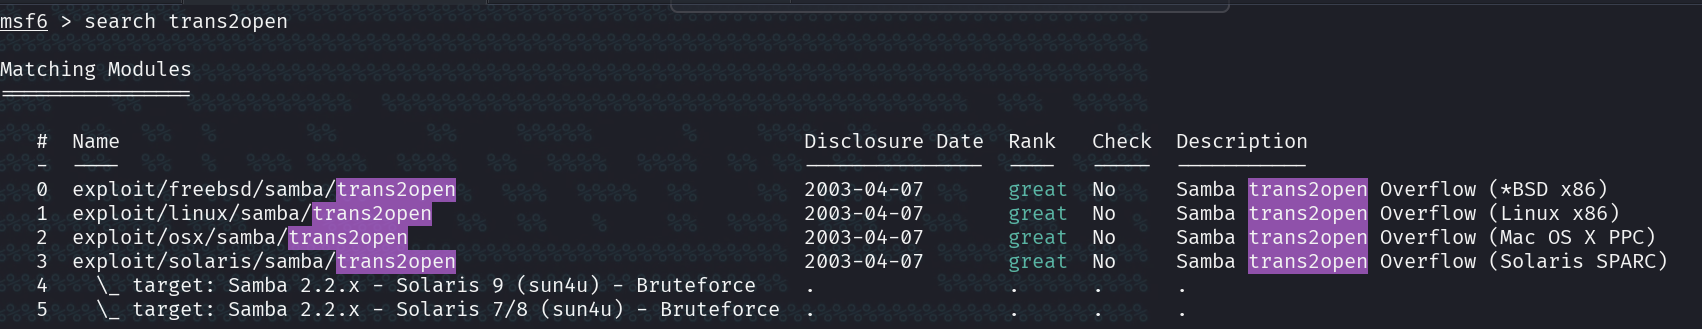 msf6 > search trans2open
Matching Modules
================
# Name Disclosure Date Rank Check Description
- ---- --------------- ---- ----- -----------
0 exploit/freebsd/samba/trans2open 2003-04-07 great No Samba trans2open Overflow (*BSD x86)
1 exploit/linux/samba/trans2open 2003-04-07 great No Samba trans2open Overflow (Linux x86)
2 exploit/osx/samba/trans2open 2003-04-07 great No Samba trans2open Overflow (Mac OS X PPC)
3 exploit/solaris/samba/trans2open 2003-04-07 great No Samba trans2open Overflow (Solaris SPARC)
4 \_ target: Samba 2.2.x - Solaris 9 (sun4u) - Bruteforce . . . .
5 \_ target: Samba 2.2.x - Solaris 7/8 (sun4u) - Bruteforce . . . .